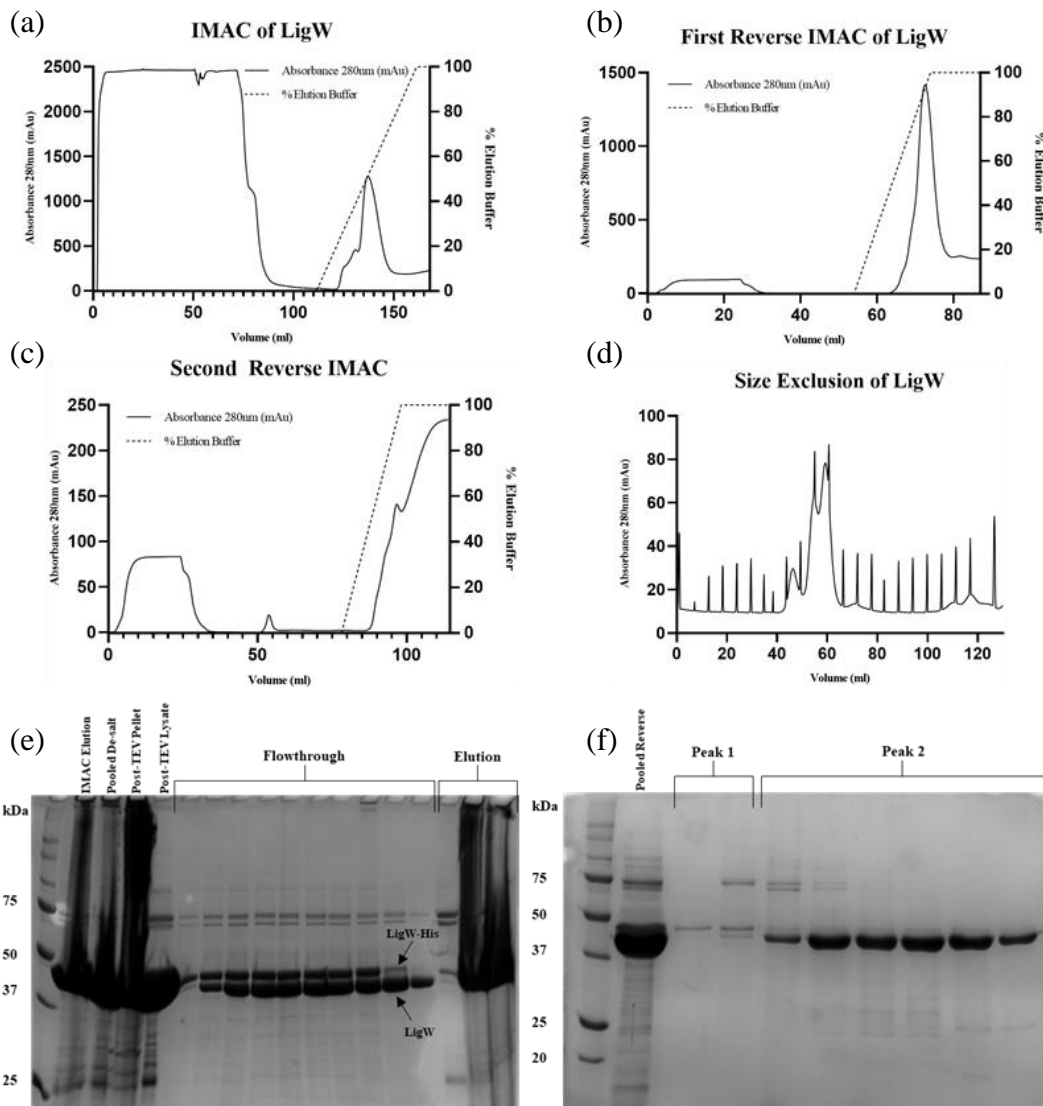 (a)
IMAC of LigW
Absorbance 280nm (mAu)
% Elution Buffer
2500
2000
1500
1000
500
0
100
80
60
40
20
0
Absorbance 280nm (mAu)
% Elution Buffer
0 50 100 150
Volume (ml)
(b)
First Reverse IMAC of LigW
Absorbance 280nm (mAu)
% Elution Buffer
1500
1000
500
0
100
80
60
40
20
0
Absorbance 280nm (mAu)
% Elution Buffer
0 20 40 60 80
Volume (ml)
(c)
Second Reverse IMAC
Absorbance 280nm (mAu)
% Elution Buffer
250
200
150
100
50
0
100
80
60
40
20
0
Absorbance 280nm (mAu)
% Elution Buffer
0 50 100
Volume (ml)
(d)
Size Exclusion of LigW
100
80
60
40
20
0
Absorbance 280nm (mAu)
0 20 40 60 80 100 120
Volume (ml)
(e)
IMAC Elution
Pooled De-salt
Post-TEV Pellet
Post-TEV Lysate
Flowthrough
Elution
kDa
75
50
37
25
LigW-His
LigW
(f)
Pooled Reverse
Peak 1
Peak 2
kDa
75
50
37
25
20